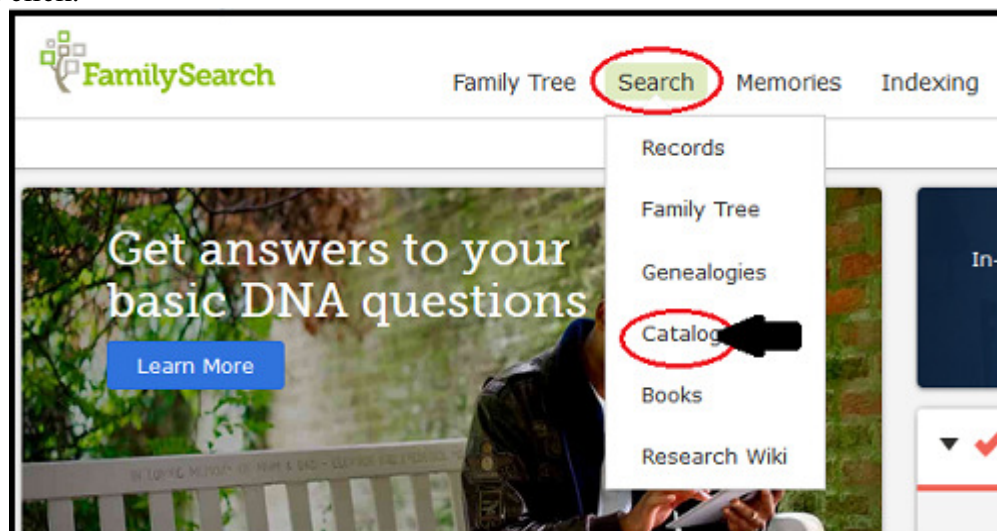 FamilySearch
Family Tree Search Memories Indexing
Records
Family Tree
Genealogies
Catalog
Books
Research Wiki
Get answers to your
basic DNA questions
Learn More
In-